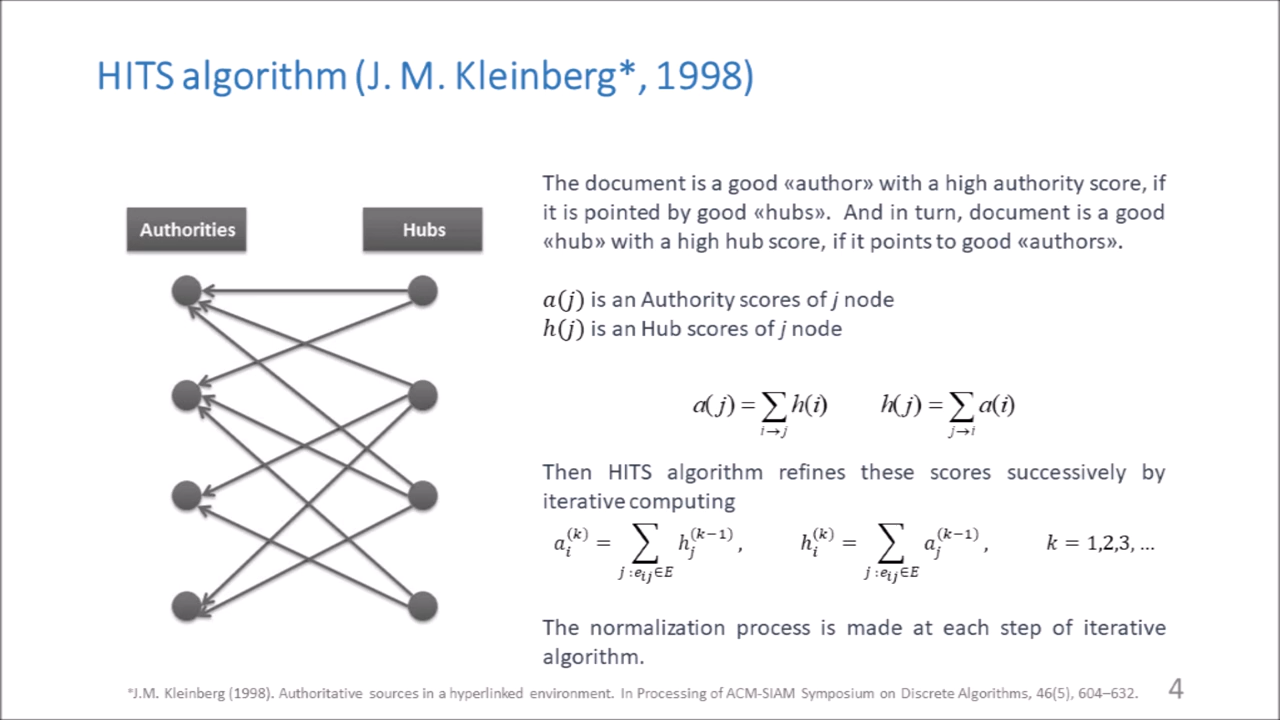 HITS algorithm (J. M. Kleinberg*, 1998)
Authorities
Hubs
The document is a good «author» with a high authority score, if
it is pointed by good «hubs». And in turn, document is a good
«hub» with a high hub score, if it points to good «authors».
a(j) is an Authority scores of j node
h(j) is an Hub scores of j node
a(j) = ∑_{i→j} h(i)    h(j) = ∑_{j→i} a(i)
Then HITS algorithm refines these scores successively by
iterative computing
a_i^{(k)} = ∑_{j :e_{ij}∈E} h_j^{(k−1)} ,    h_i^{(k)} = ∑_{j :e_{ij}∈E} a_j^{(k−1)} ,    k = 1,2,3, …
The normalization process is made at each step of iterative
algorithm.
*J.M. Kleinberg (1998). Authoritative sources in a hyperlinked environment. In Processing of ACM-SIAM Symposium on Discrete Algorithms, 46(5), 604–632.
4